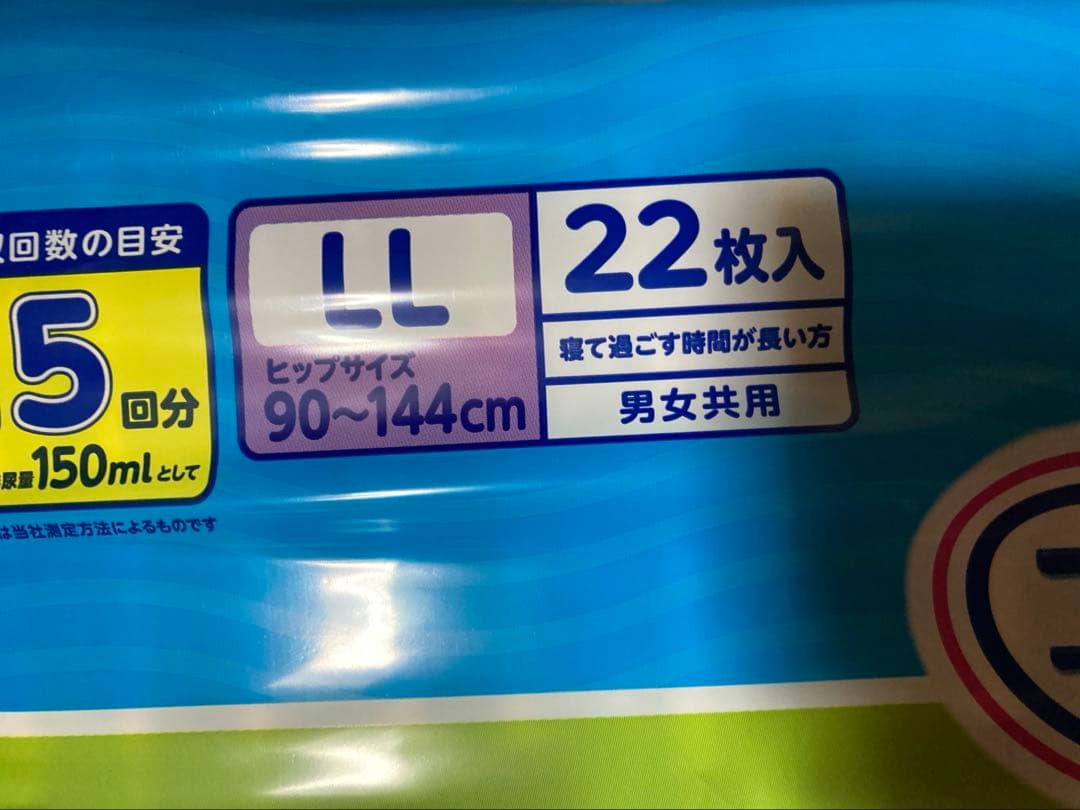 回数の目安
5回分
尿量150mlとして
は当社測定方法によるものです
LL
ヒップサイズ
90〜144cm
22枚入
寝て過ごす時間が長い方
男女共用